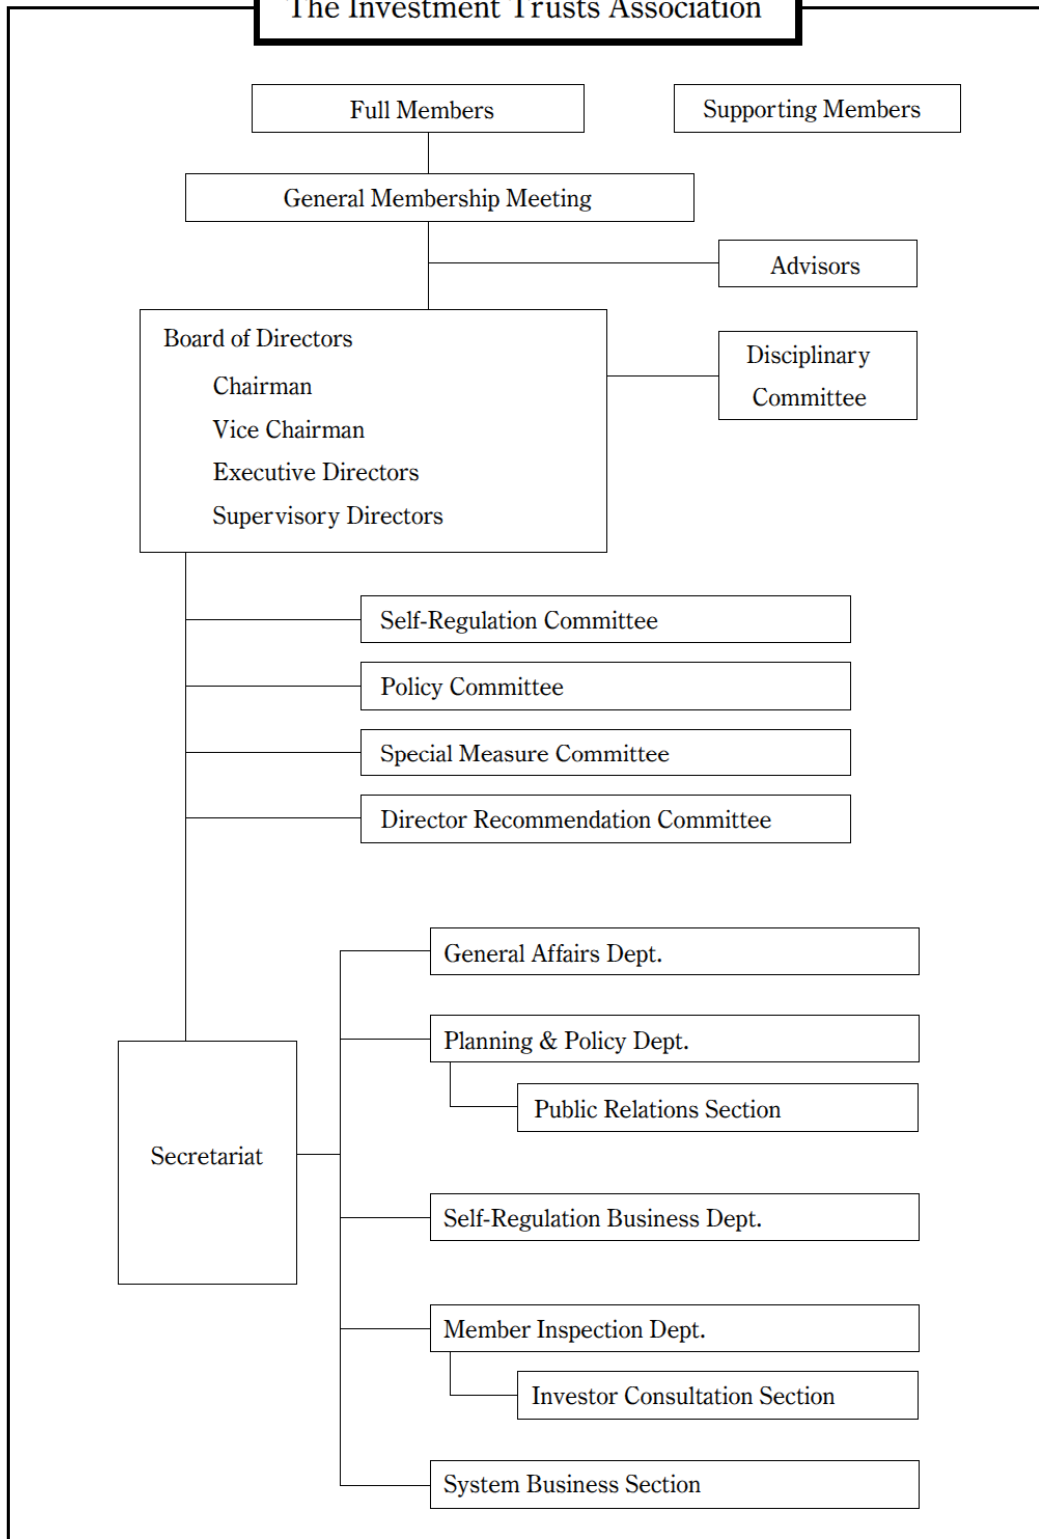 The Investment Trusts Association
Full Members
Supporting Members
General Membership Meeting
Advisors
Board of Directors
Chairman
Vice Chairman
Executive Directors
Supervisory Directors
Disciplinary
Committee
Self-Regulation Committee
Policy Committee
Special Measure Committee
Director Recommendation Committee
General Affairs Dept.
Planning & Policy Dept.
Public Relations Section
Secretariat
Self-Regulation Business Dept.
Member Inspection Dept.
Investor Consultation Section
System Business Section